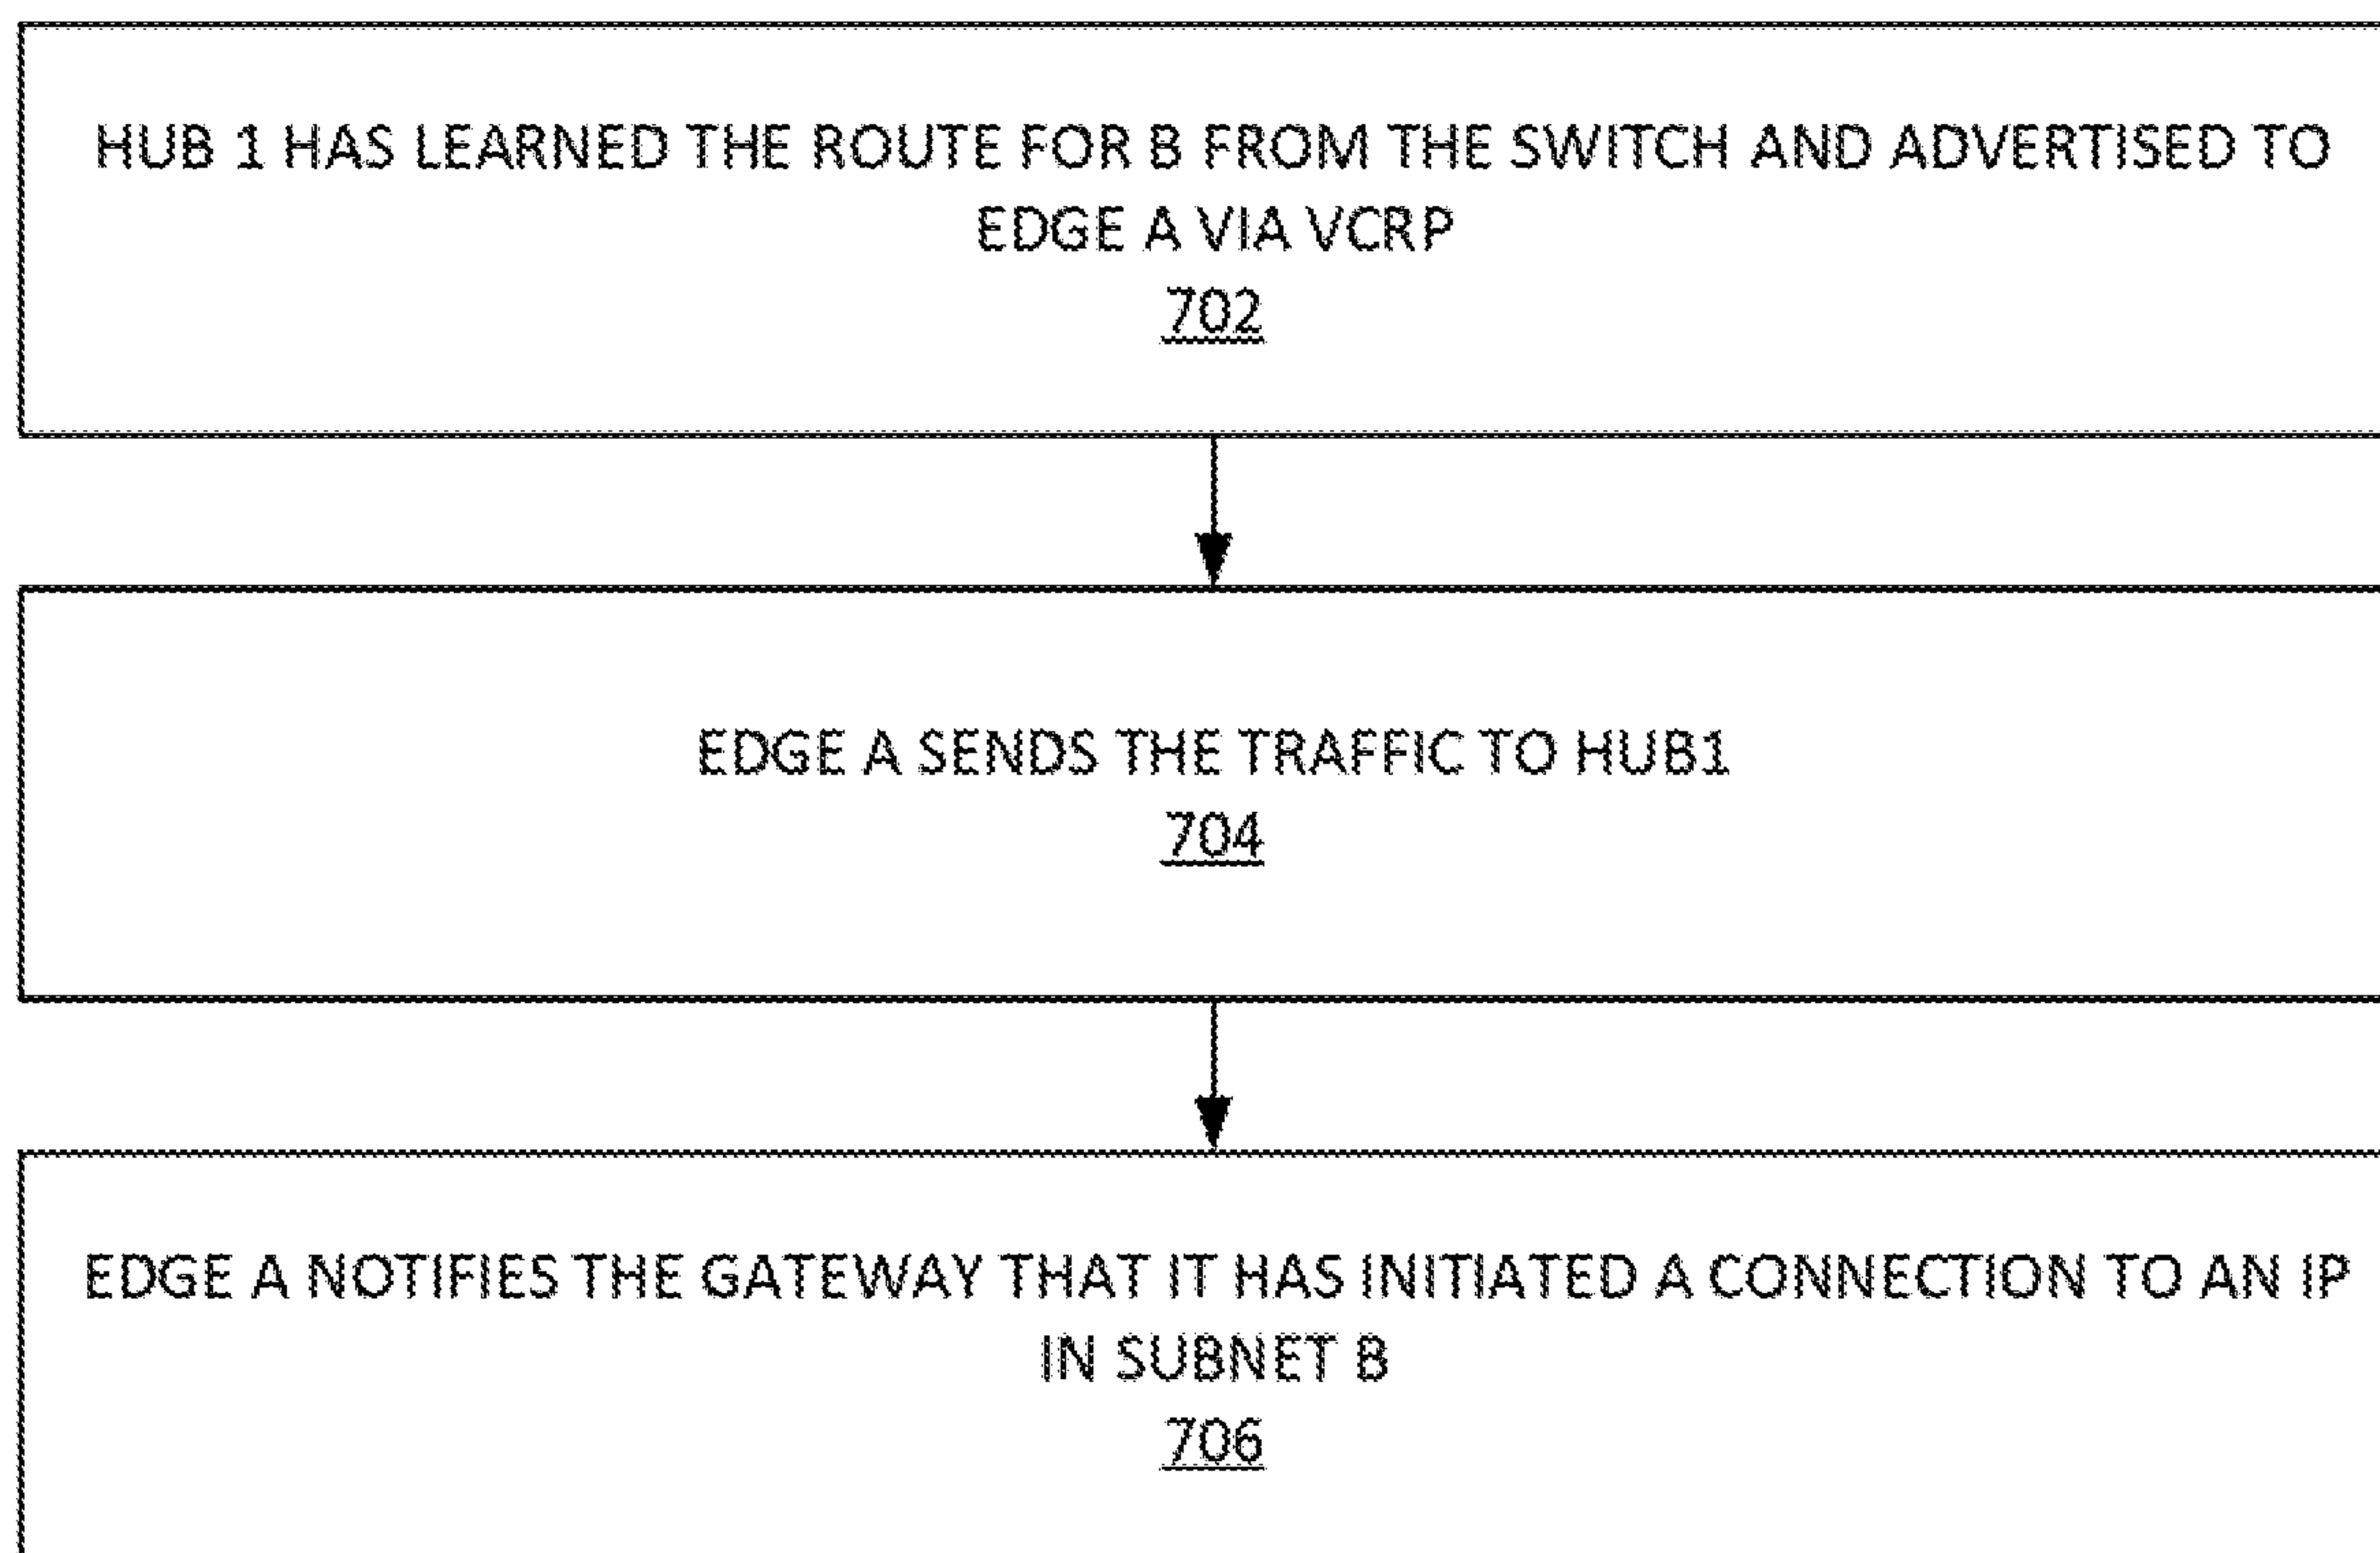 HUB 1 HAS LEARNED THE ROUTE FOR B FROM THE SWITCH AND ADVERTISED TO
EDGE A VIA VCRP
702
EDGE A SENDS THE TRAFFIC TO HUB1
704
EDGE A NOTIFIES THE GATEWAY THAT IT HAS INITIATED A CONNECTION TO AN IP
IN SUBNET B
706